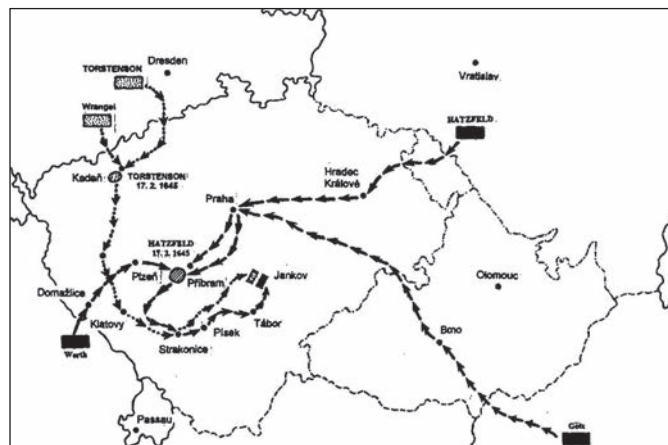 TORSTENSON
Dresden
Vratislav
Wrangel
HATZFELD
Kadaň
TORSTENSON
17. 2. 1645
Hradec
Králové
Praha
HATZFELD
17. 2. 1645
Plzeň
Příbram
Jankov
Olomouc
Domažlice
Klatovy
Písek
Tábor
Strakonice
Brno
Werth
Passau
Götz